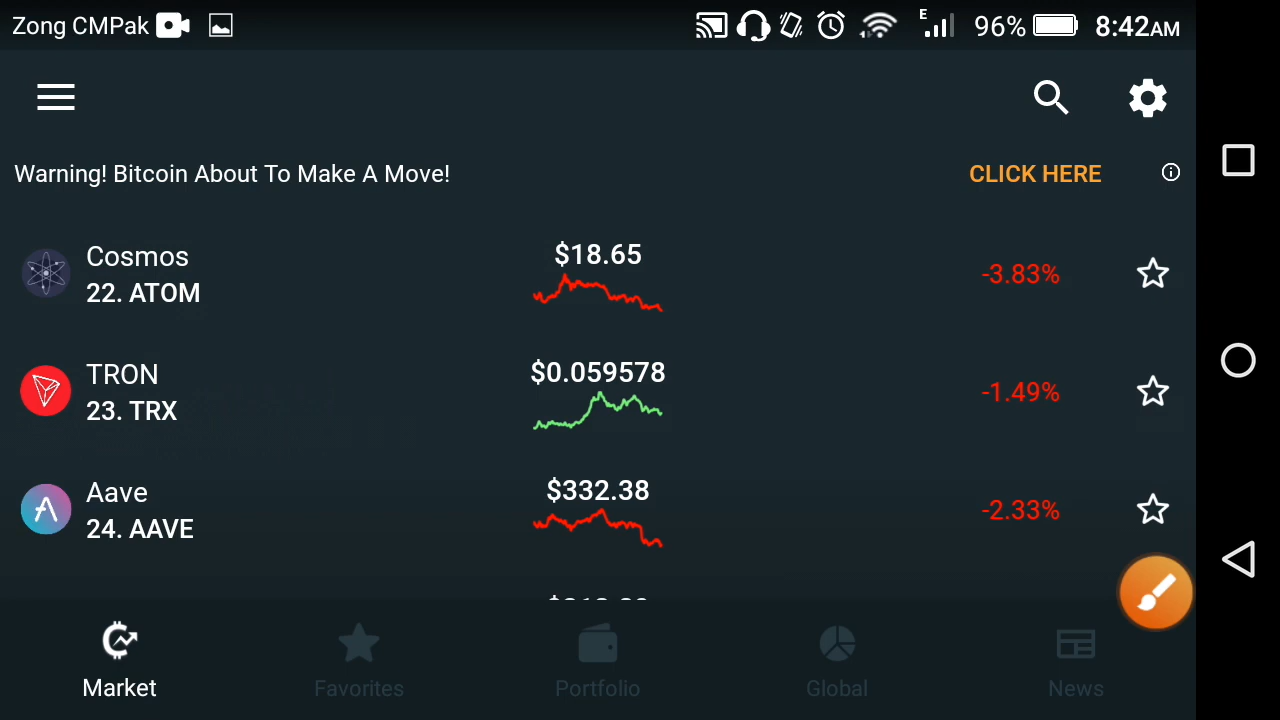 Zong CMPak E 96% 8:42AM
Warning! Bitcoin About To Make A Move! CLICK HERE
Cosmos
22. ATOM
$18.65
-3.83%
TRON
23. TRX
$0.059578
-1.49%
Aave
24. AAVE
$332.38
-2.33%
Market Favorites Portfolio Global News